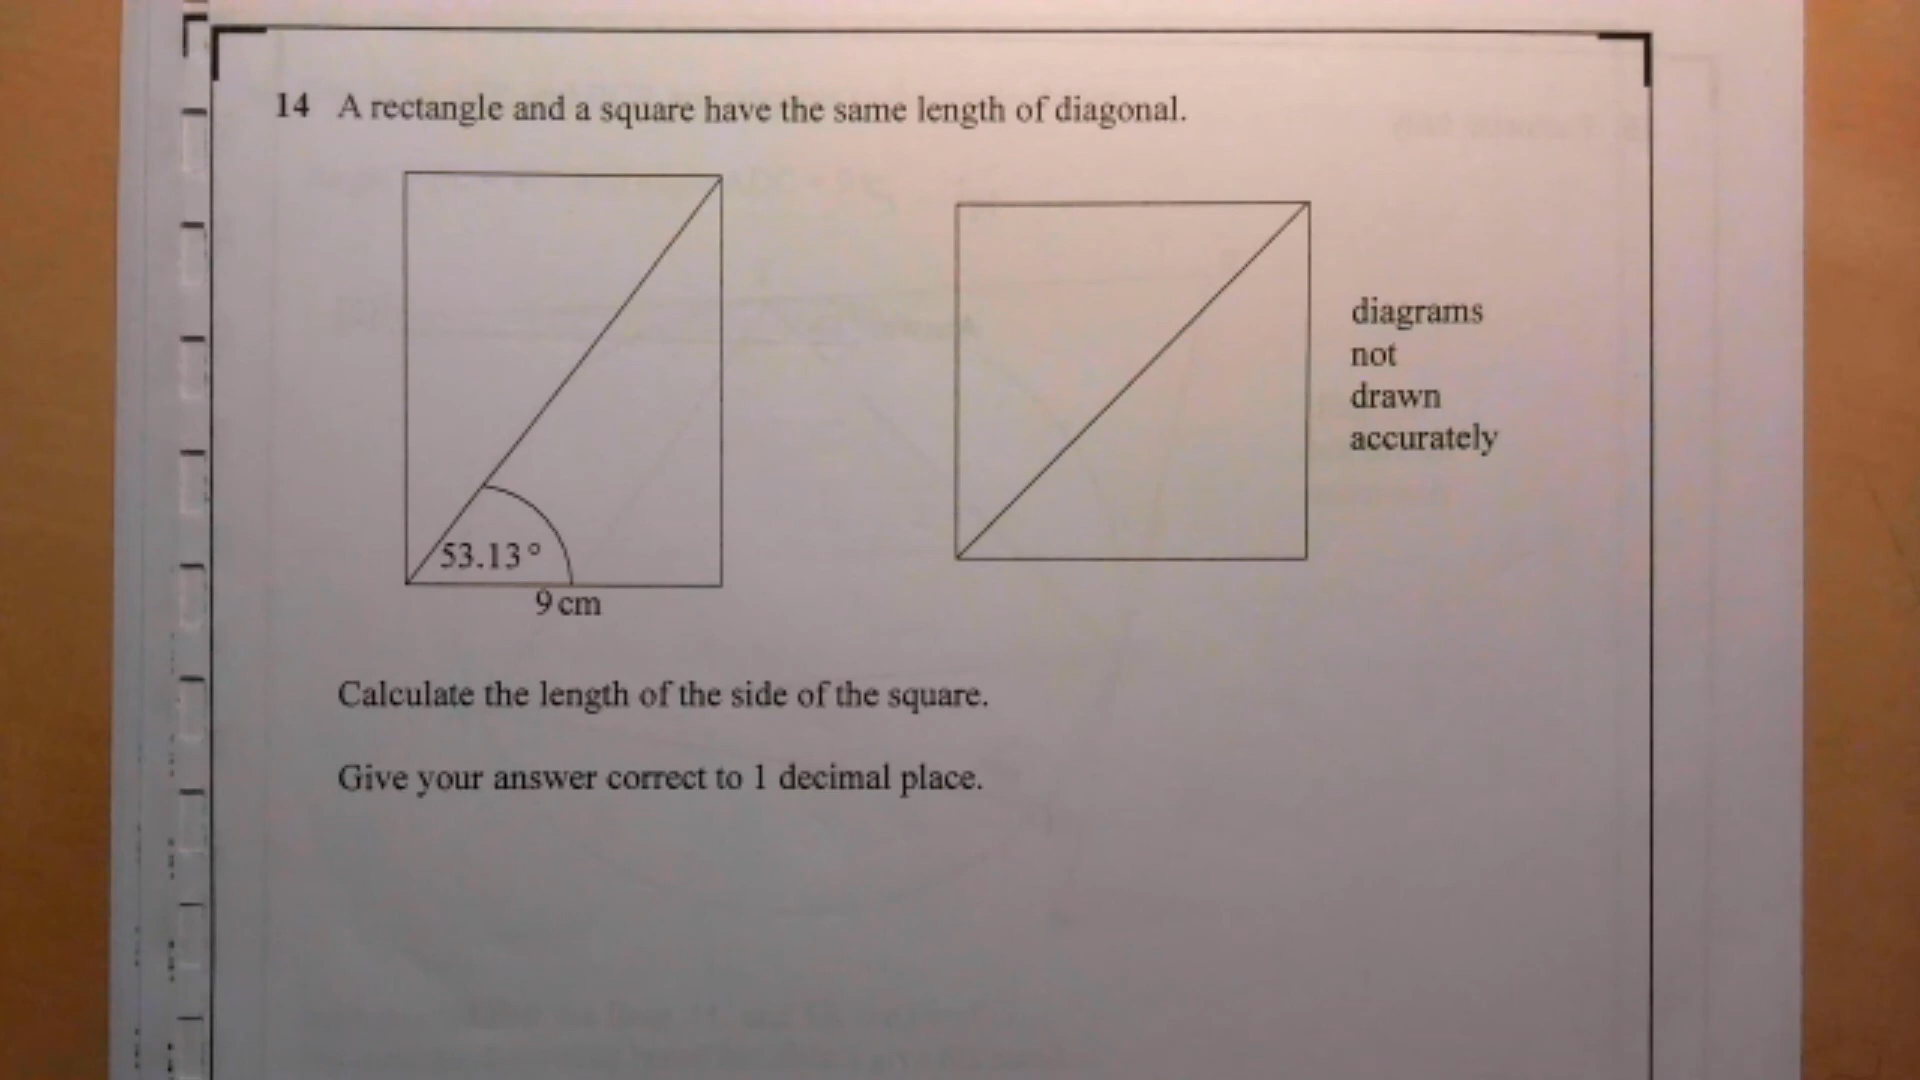 14 A rectangle and a square have the same length of diagonal.
diagrams
not
drawn
accurately
53.13°
9 cm
Calculate the length of the side of the square.
Give your answer correct to 1 decimal place.